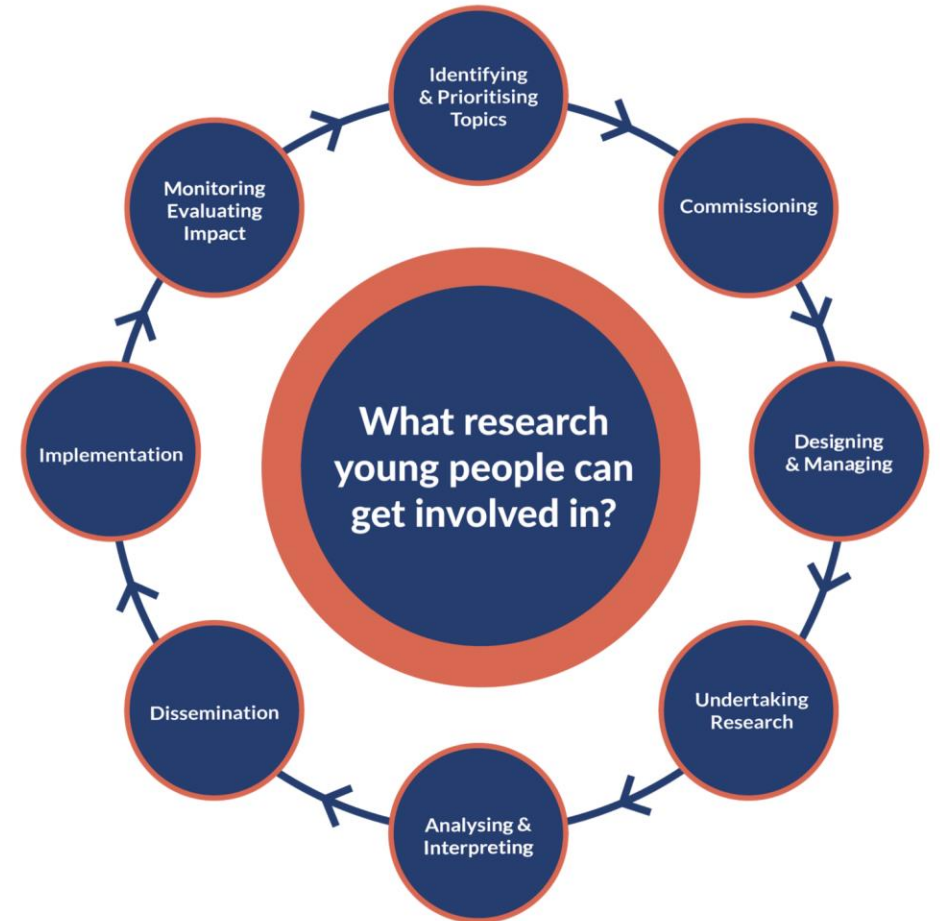 Identifying
& Prioritising
Topics
Commissioning
Designing
& Managing
Undertaking
Research
Analysing &
Interpreting
Dissemination
Implementation
Monitoring
Evaluating
Impact
What research
young people can
get involved in?